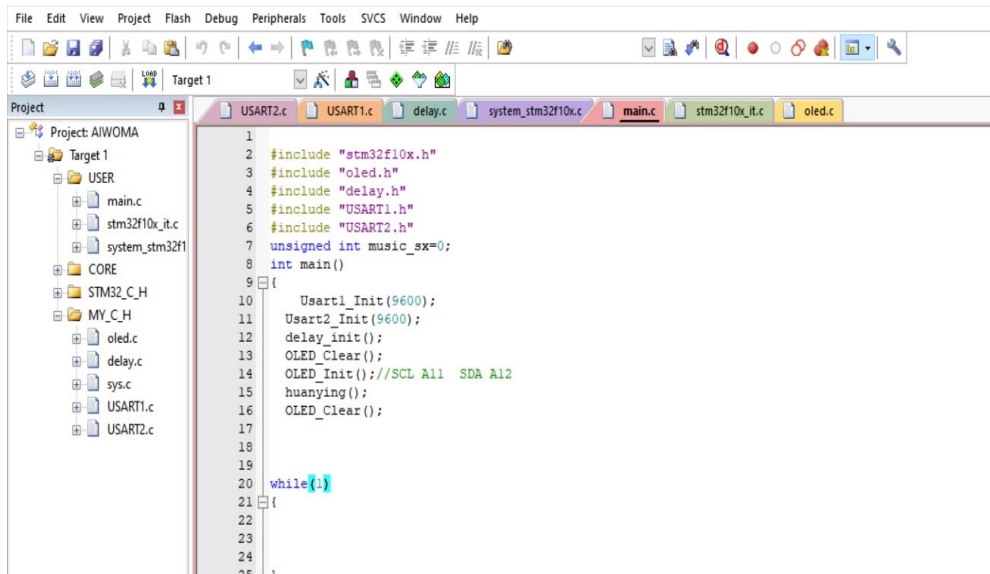 File Edit View Project Flash Debug Peripherals Tools SVCS Window Help
LOAD Target 1
Project
USART2.c USART1.c delay.c system_stm32f10x.c main.c stm32f10x_it.c oled.c
Project: AIWOMA
Target 1
USER
main.c
stm32f10x_it.c
system_stm32f1
CORE
STM32_C_H
MY_C_H
oled.c
delay.c
sys.c
USART1.c
USART2.c
1
2 #include "stm32f10x.h"
3 #include "oled.h"
4 #include "delay.h"
5 #include "USART1.h"
6 #include "USART2.h"
7 unsigned int music_sx=0;
8 int main()
9 {
10 Usart1_Init(9600);
11 Usart2_Init(9600);
12 delay_init();
13 OLED_Clear();
14 OLED_Init();//SCL A11 SDA A12
15 huanying();
16 OLED_Clear();
17
18
19
20 while(1)
21 {
22
23
24
25 }